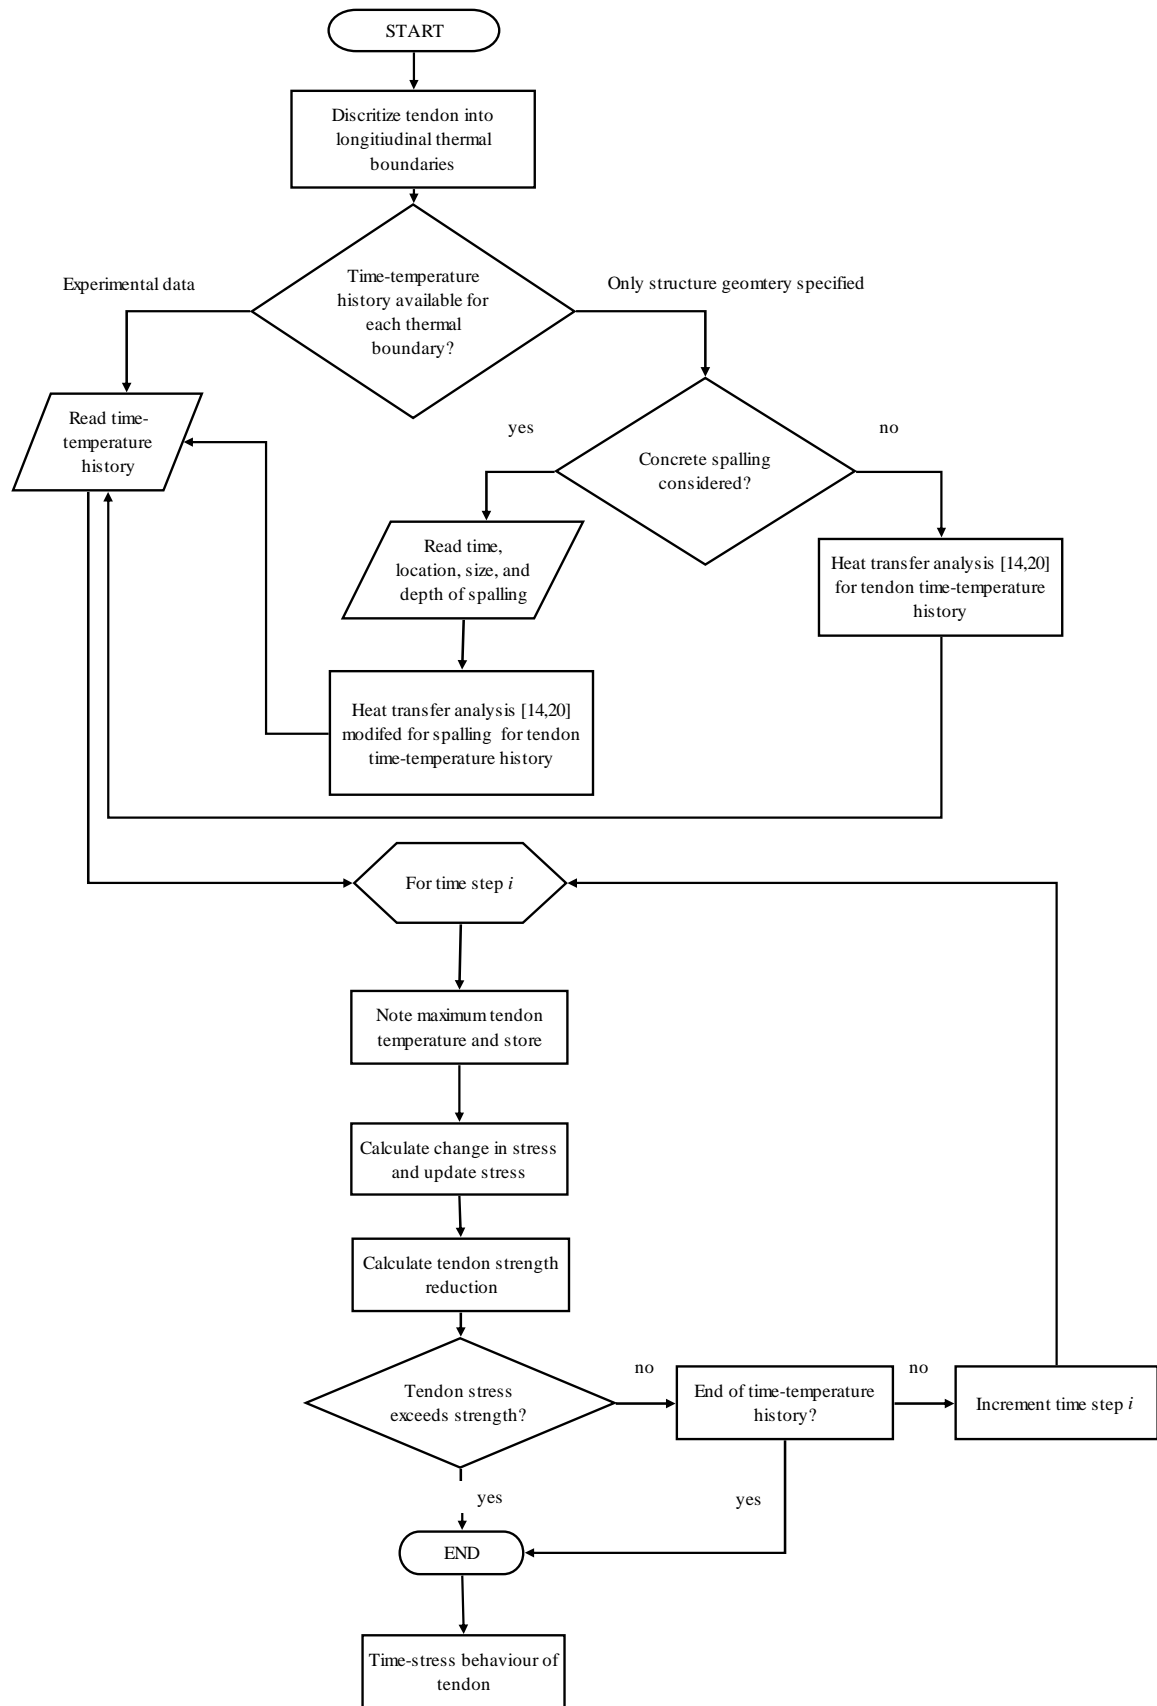 START
Discritize tendon into
longitiudinal thermal
boundaries
Time-temperature
history available for
each thermal
boundary?
Experimental data
Only structure geomtery specified
Read time-
temperature
history
yes
no
Concrete spalling
considered?
Read time,
location, size, and
depth of spalling
Heat transfer analysis [14,20]
for tendon time-temperature
history
Heat transfer analysis [14,20]
modifed for spalling for tendon
time-temperature history
For time step i
Note maximum tendon
temperature and store
Calculate change in stress
and update stress
Calculate tendon strength
reduction
Tendon stress
exceeds strength?
no
End of time-temperature
history?
no
Increment time step i
yes
yes
END
Time-stress behaviour of
tendon